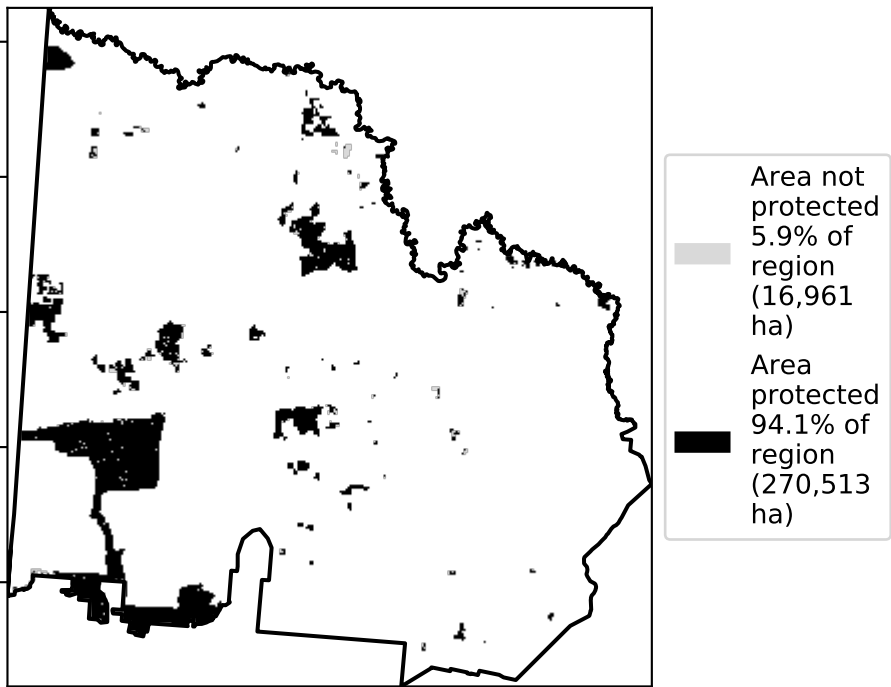 Area not
protected
5.9% of
region
(16,961
ha)
Area
protected
94.1% of
region
(270,513
ha)